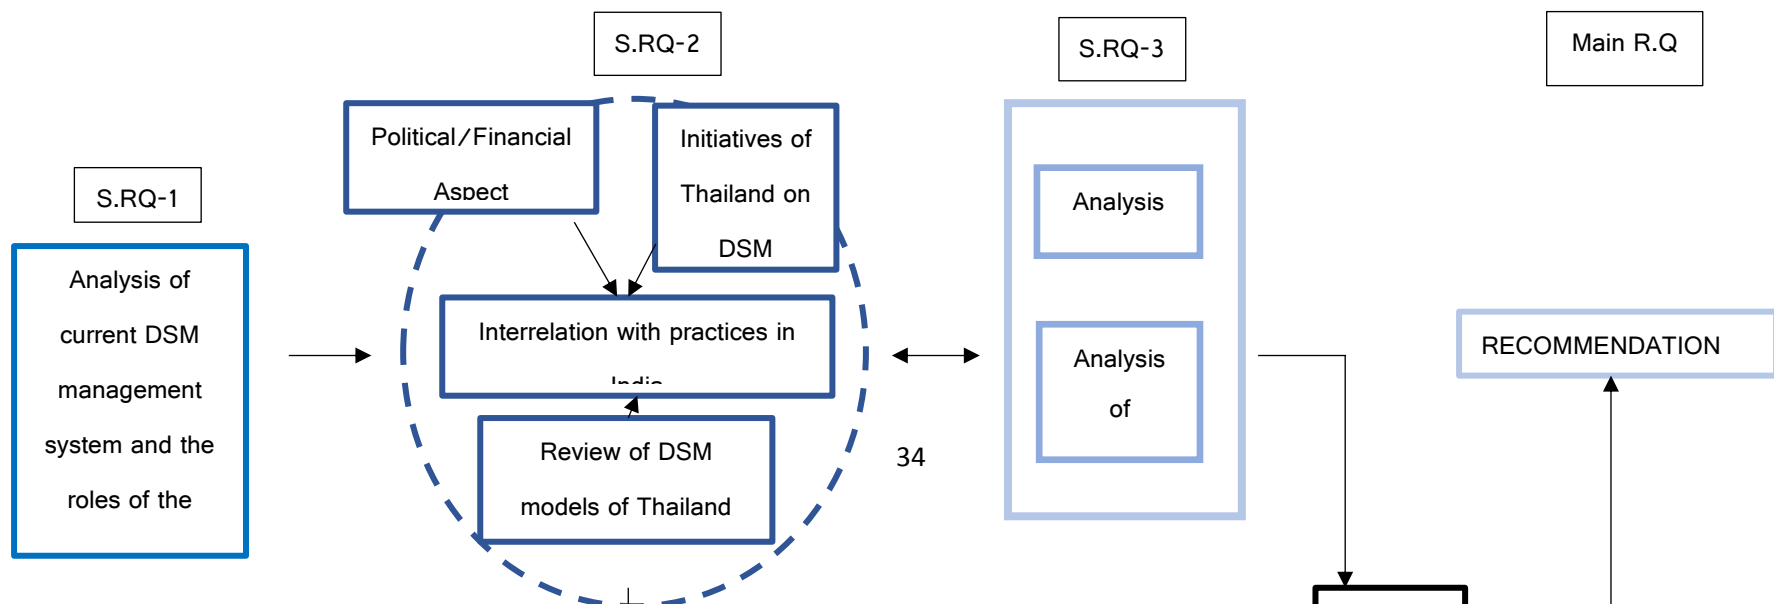 S.RQ-1
Analysis of
current DSM
management
system and the
roles of the
S.RQ-2
Political/Financial
Aspect
Initiatives of
Thailand on
DSM
Interrelation with practices in
India
Review of DSM
models of Thailand
34
S.RQ-3
Analysis
Analysis
of
Main R.Q
RECOMMENDATION